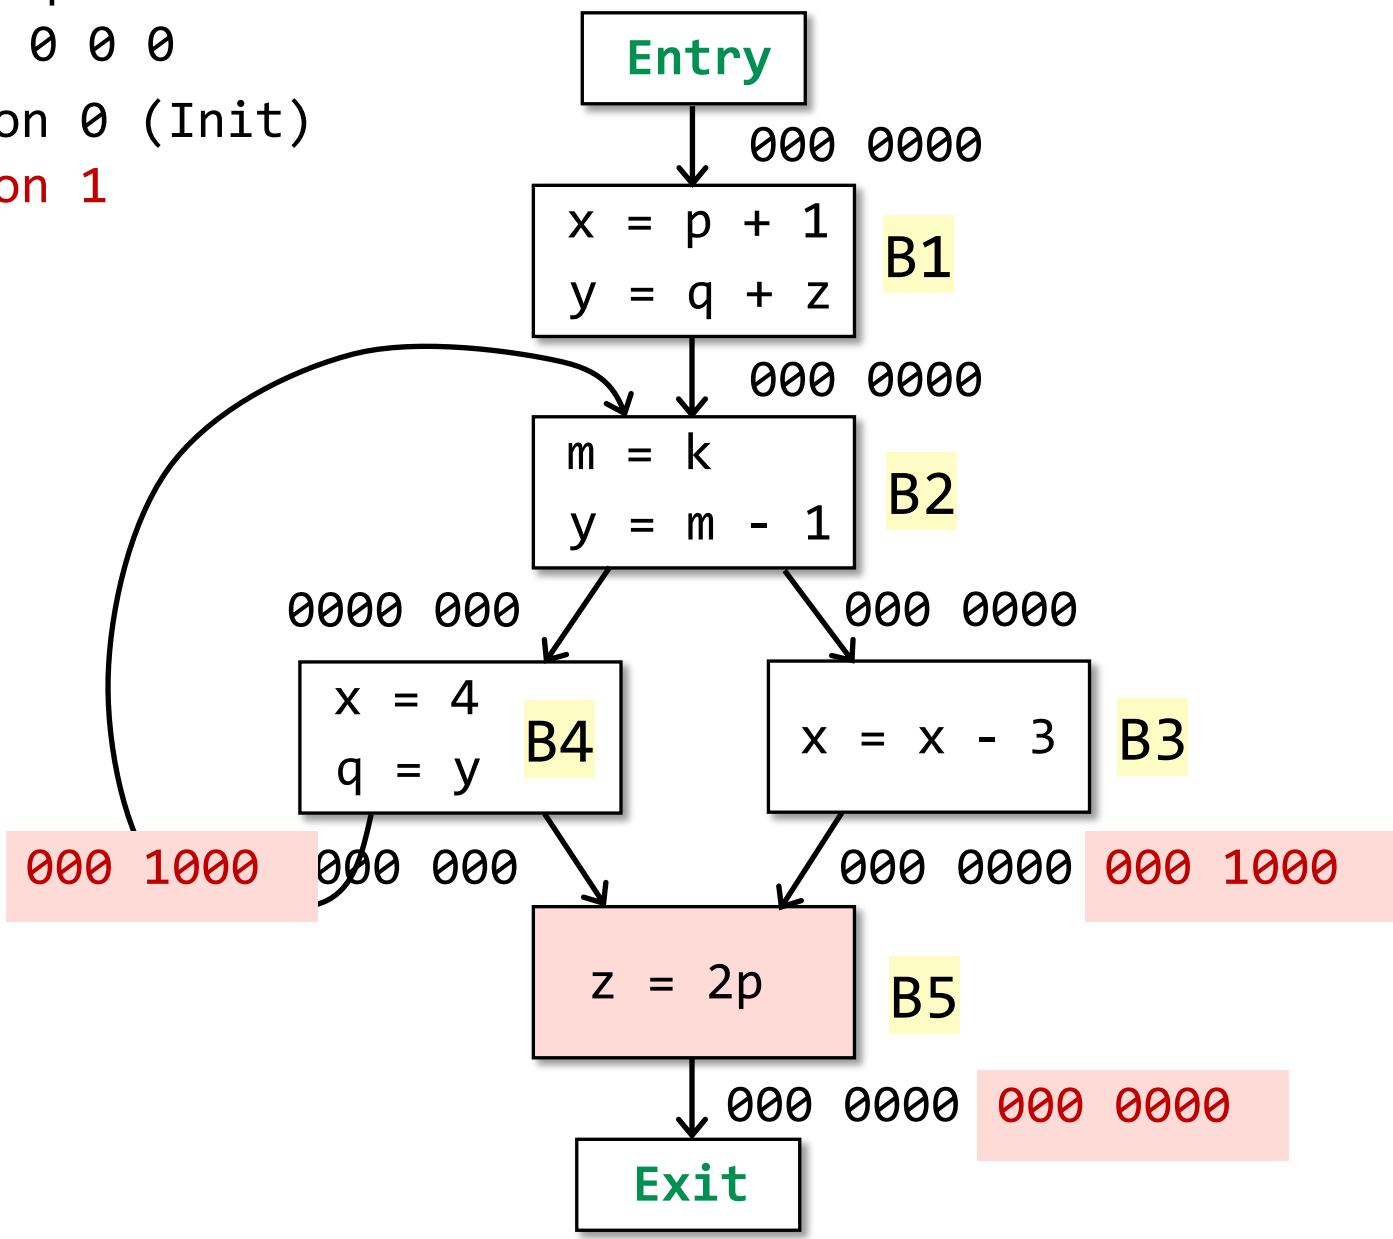 0 0 0
on 0 (Init)
on 1
Entry
000 0000
x = p + 1
y = q + z
B1
000 0000
m = k
y = m - 1
B2
0000 000
000 0000
x = 4
q = y
B4
x = x - 3
B3
000 1000
000 000
000 0000
000 1000
z = 2p
B5
000 0000
000 0000
Exit